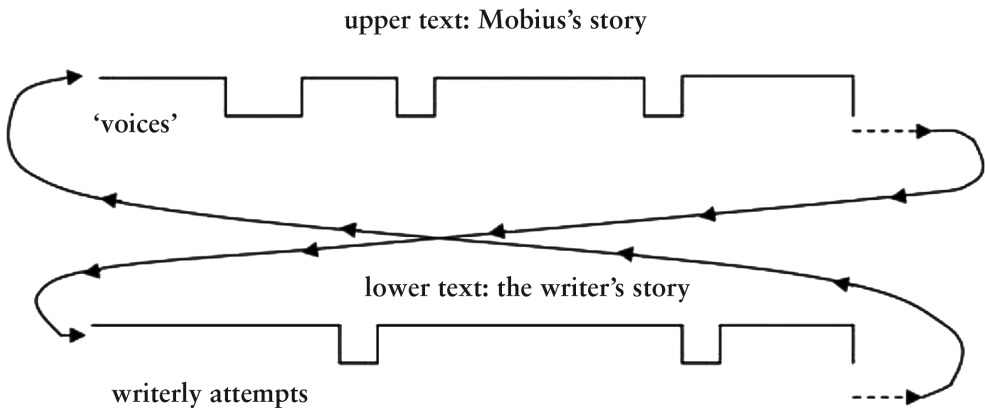 upper text: Mobius’s story
‘voices’
lower text: the writer’s story
writerly attempts